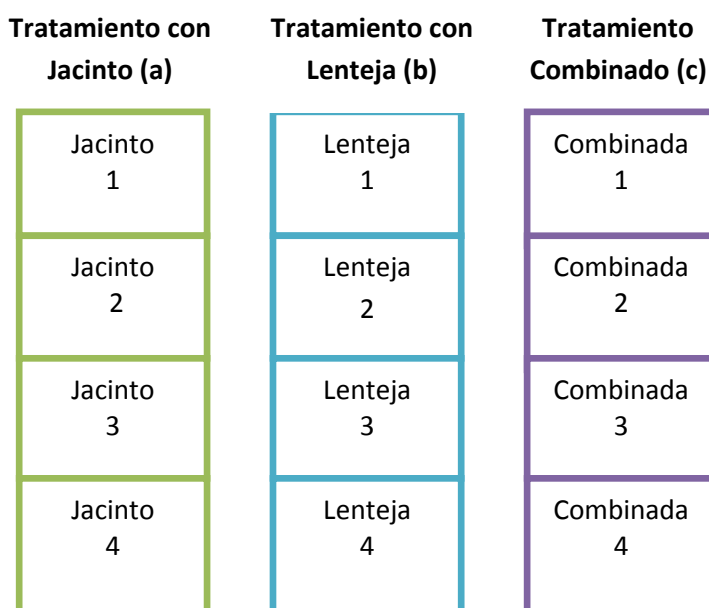 Tratamiento con
Jacinto (a)
Tratamiento con
Lenteja (b)
Tratamiento
Combinado (c)
Jacinto
1
Lenteja
1
Combinada
1
Jacinto
2
Lenteja
2
Combinada
2
Jacinto
3
Lenteja
3
Combinada
3
Jacinto
4
Lenteja
4
Combinada
4